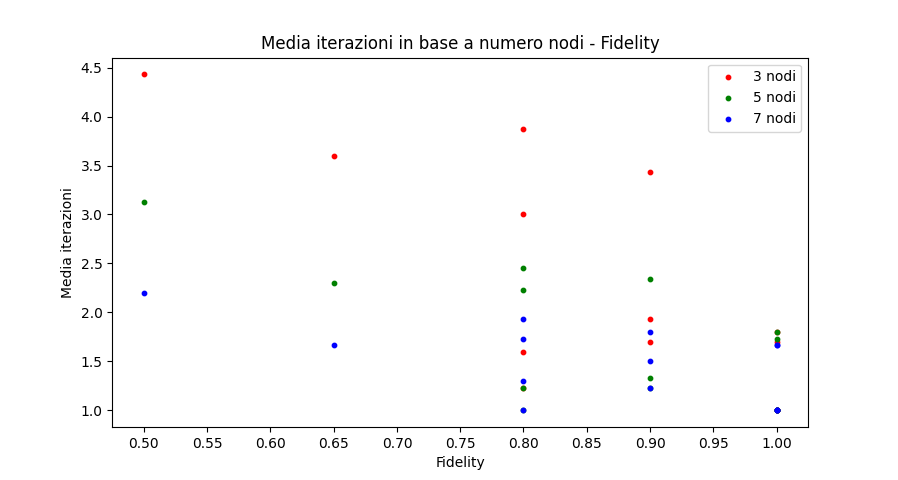 Media iterazioni in base a numero nodi - Fidelity
3 nodi
5 nodi
7 nodi
4.5
4.0
3.5
3.0
2.5
2.0
1.5
1.0
Media iterazioni
0.50 0.55 0.60 0.65 0.70 0.75 0.80 0.85 0.90 0.95 1.00
Fidelity